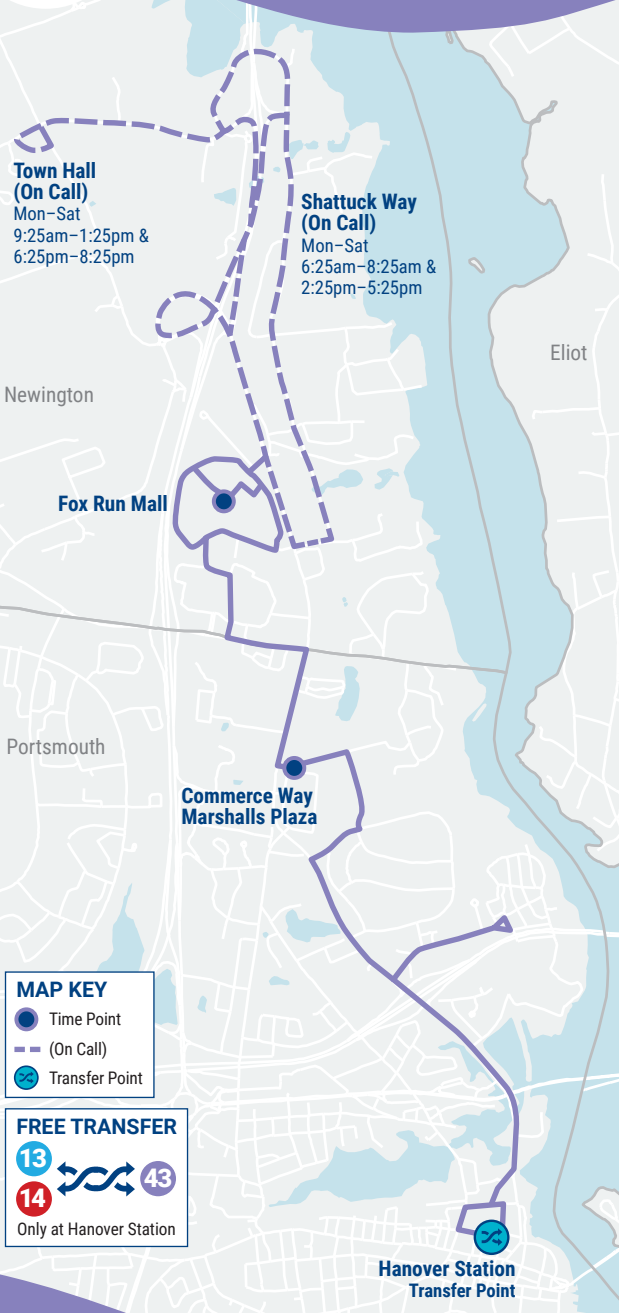 Town Hall
(On Call)
Mon–Sat
9:25am–1:25pm &
6:25pm–8:25pm
Shattuck Way
(On Call)
Mon–Sat
6:25am–8:25am &
2:25pm–5:25pm
Eliot
Newington
Fox Run Mall
Portsmouth
Commerce Way
Marshalls Plaza
MAP KEY
Time Point
(On Call)
Transfer Point
FREE TRANSFER
13
43
14
Only at Hanover Station
Hanover Station
Transfer Point